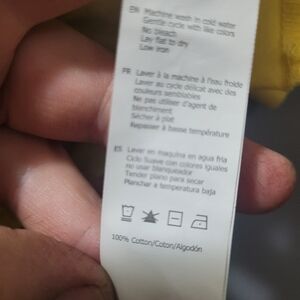 EN Machine wash in cold water
Gentle cycle with like colors
No bleach
Lay flat to dry
Low iron
FR Laver à la machine à l'eau froide
Laver au cycle délicat avec des
couleurs semblables
Ne pas utiliser d'agent de
blanchiment
Sécher à plat
Repasser à basse température
ES Lavar en maquina en agua fria
Ciclo Suave con colores iguales
no usar blanqueador
Tender plano para secar
Planchar a temperatura baja
100% Cotton/Coton/Algodón